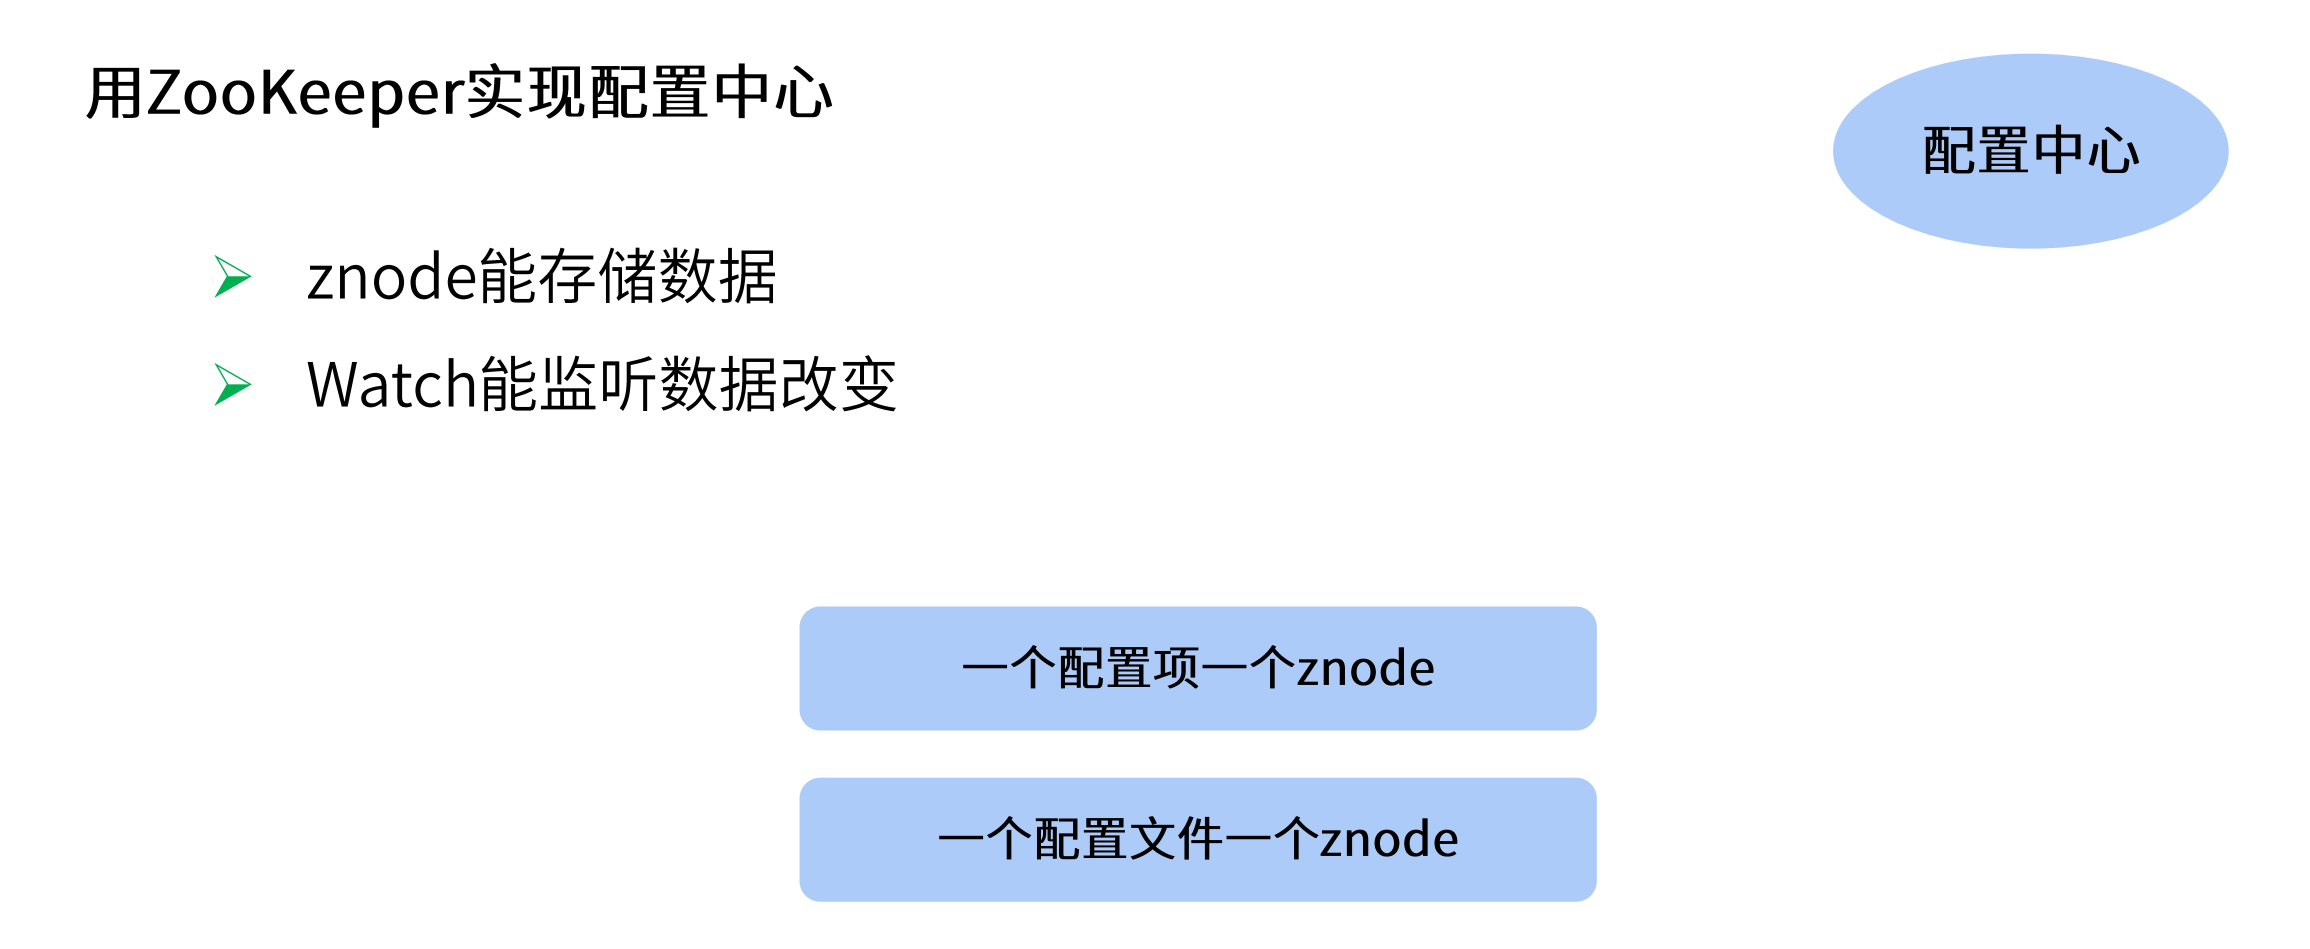 用ZooKeeper实现配置中心
配置中心
znode能存储数据
Watch能监听数据改变
一个配置项一个znode
一个配置文件一个znode